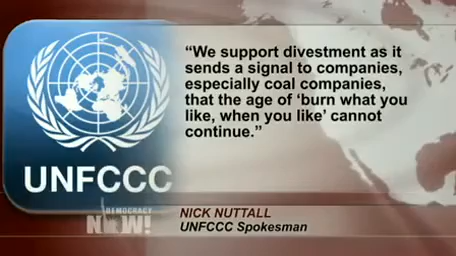 “We support divestment as it
sends a signal to companies,
especially coal companies,
that the age of ‘burn what you
like, when you like’ cannot
continue.”
UNFCCC
DEMOCRACY
NOW!
NICK NUTTALL
UNFCCC Spokesman